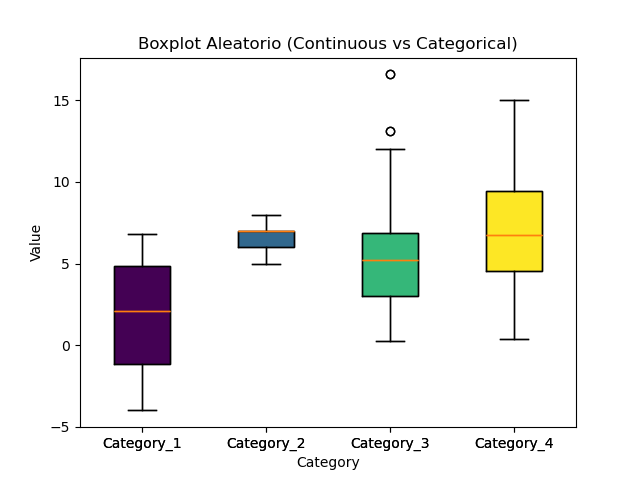 Boxplot Aleatorio (Continuous vs Categorical)
Value
15
10
5
0
−5
Category_1 Category_2 Category_3 Category_4
Category